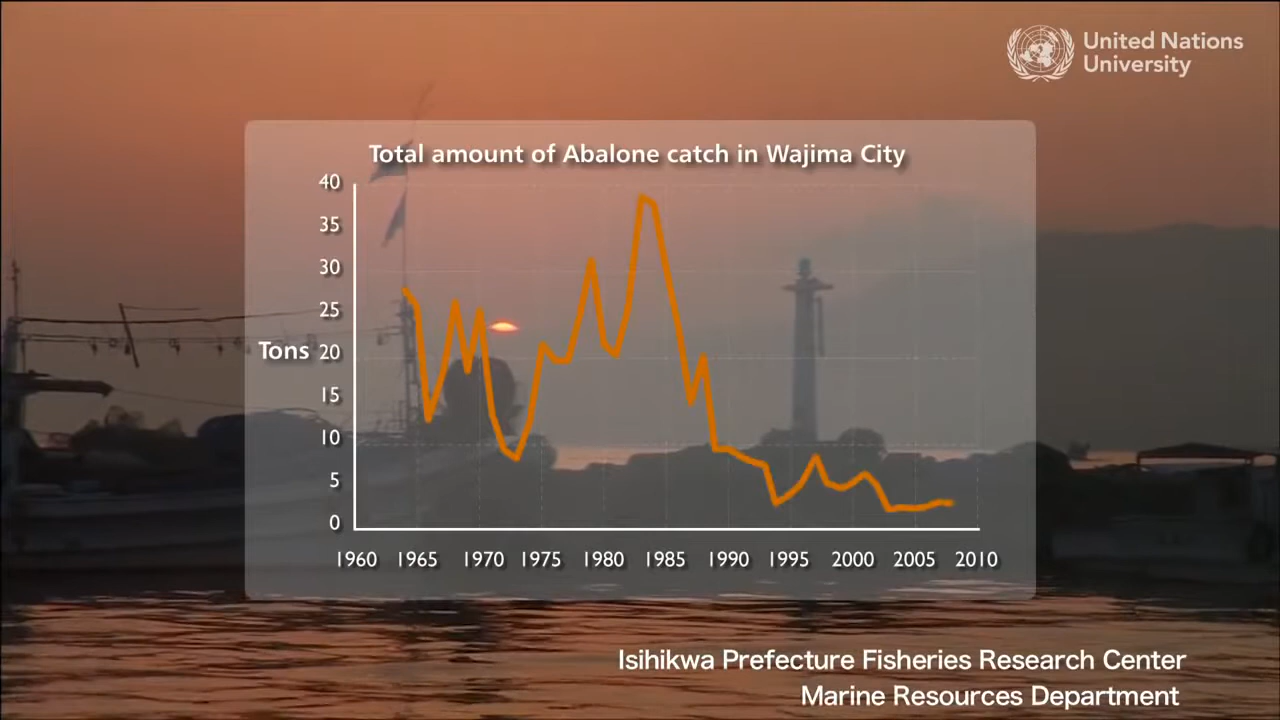 United Nations
University
Total amount of Abalone catch in Wajima City
40
35
30
25
Tons 20
15
10
5
0
1960 1965 1970 1975 1980 1985 1990 1995 2000 2005 2010
Isihikwa Prefecture Fisheries Research Center
Marine Resources Department